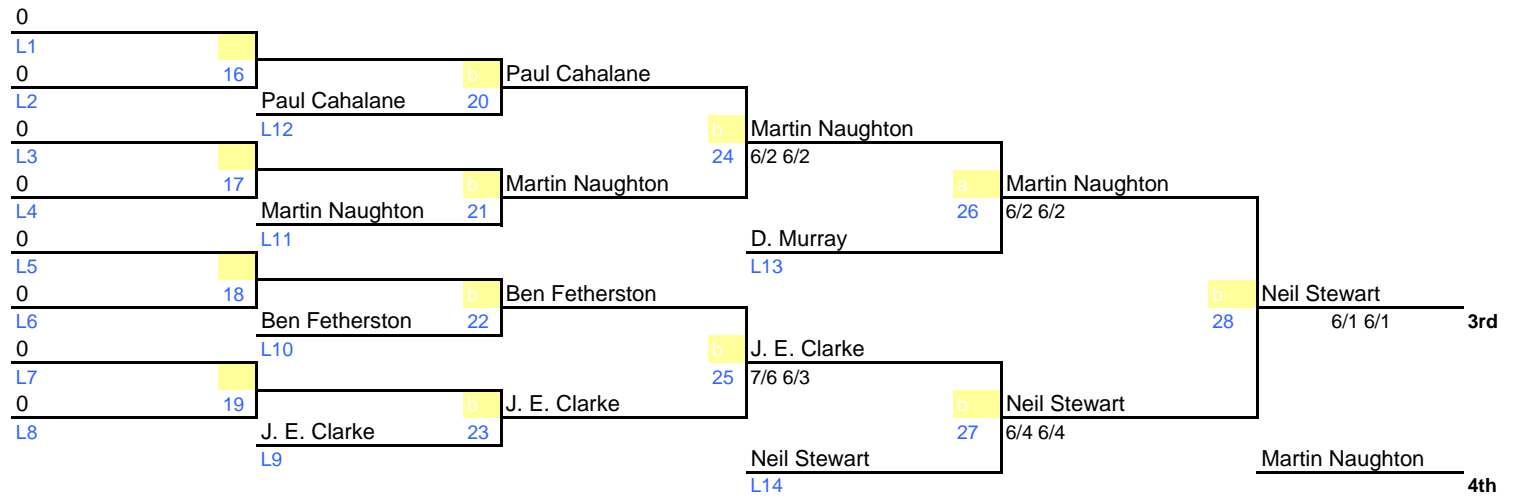 0
L1
0 16 b Paul Cahalane
L2 Paul Cahalane 20
0 L12 b Martin Naughton
L3 24 6/2 6/2
0 17 b Martin Naughton a Martin Naughton
L4 Martin Naughton 21 26 6/2 6/2
0 L11 D. Murray
L5 L13
0 18 b Ben Fetherston b Neil Stewart
L6 Ben Fetherston 22 28 6/1 6/1 3rd
0 L10 b J. E. Clarke
L7 25 7/6 6/3
0 19 b J. E. Clarke b Neil Stewart
L8 J. E. Clarke 23 27 6/4 6/4
L9 Neil Stewart Martin Naughton
L14 4th